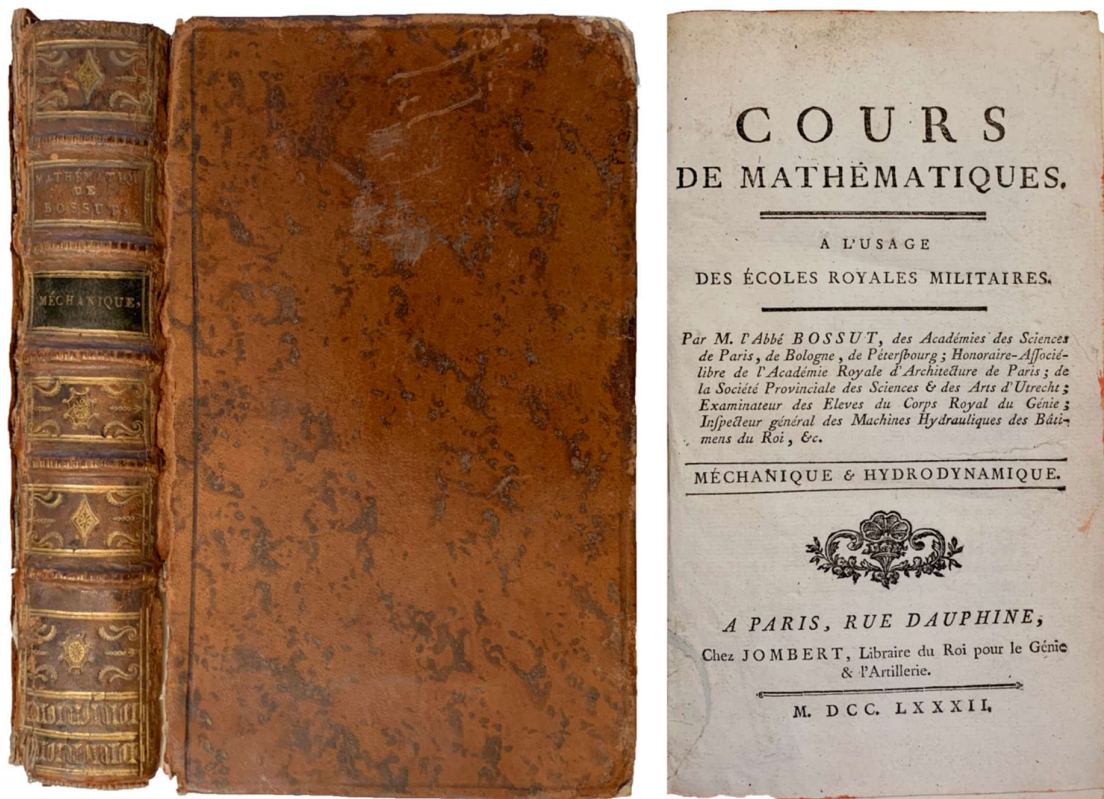 MATHÉMATIQ
DE
BOSSUT.
MÉCHANIQUE,
COURS
DE MATHÉMATIQUES.
A L'USAGE
DES ÉCOLES ROYALES MILITAIRES.
Par M. l'Abbé BOSSUT, des Académies des Sciences
de Paris, de Bologne, de Péterſbourg ; Honoraire-Aſſocié-
libre de l'Académie Royale d'Architecture de Paris ; de
la Société Provinciale des Sciences & des Arts d'Utrecht ;
Examinateur des Eleves du Corps Royal du Génie ;
Inſpecteur général des Machines Hydrauliques des Bâti-
mens du Roi, &c.
MÉCHANIQUE & HYDRODYNAMIQUE.
A PARIS, RUE DAUPHINE,
Chez JOMBERT, Libraire du Roi pour le Génie
& l'Artillerie.
M. DCC. LXXXII.